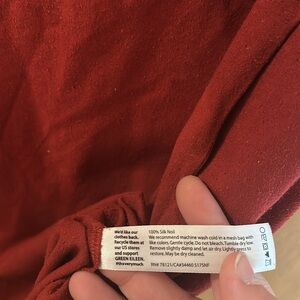 We'd like our
clothes back.
Recycle them at
our US stores
and support
GREEN EILEEN.
100% Silk Noil
We recommend machine wash cold in a mesh bag with
like colors. Gentle cycle. Do not bleach. Tumble dry low.
Remove slightly damp and let air dry. Lightly press to
restore. May be dry cleaned.